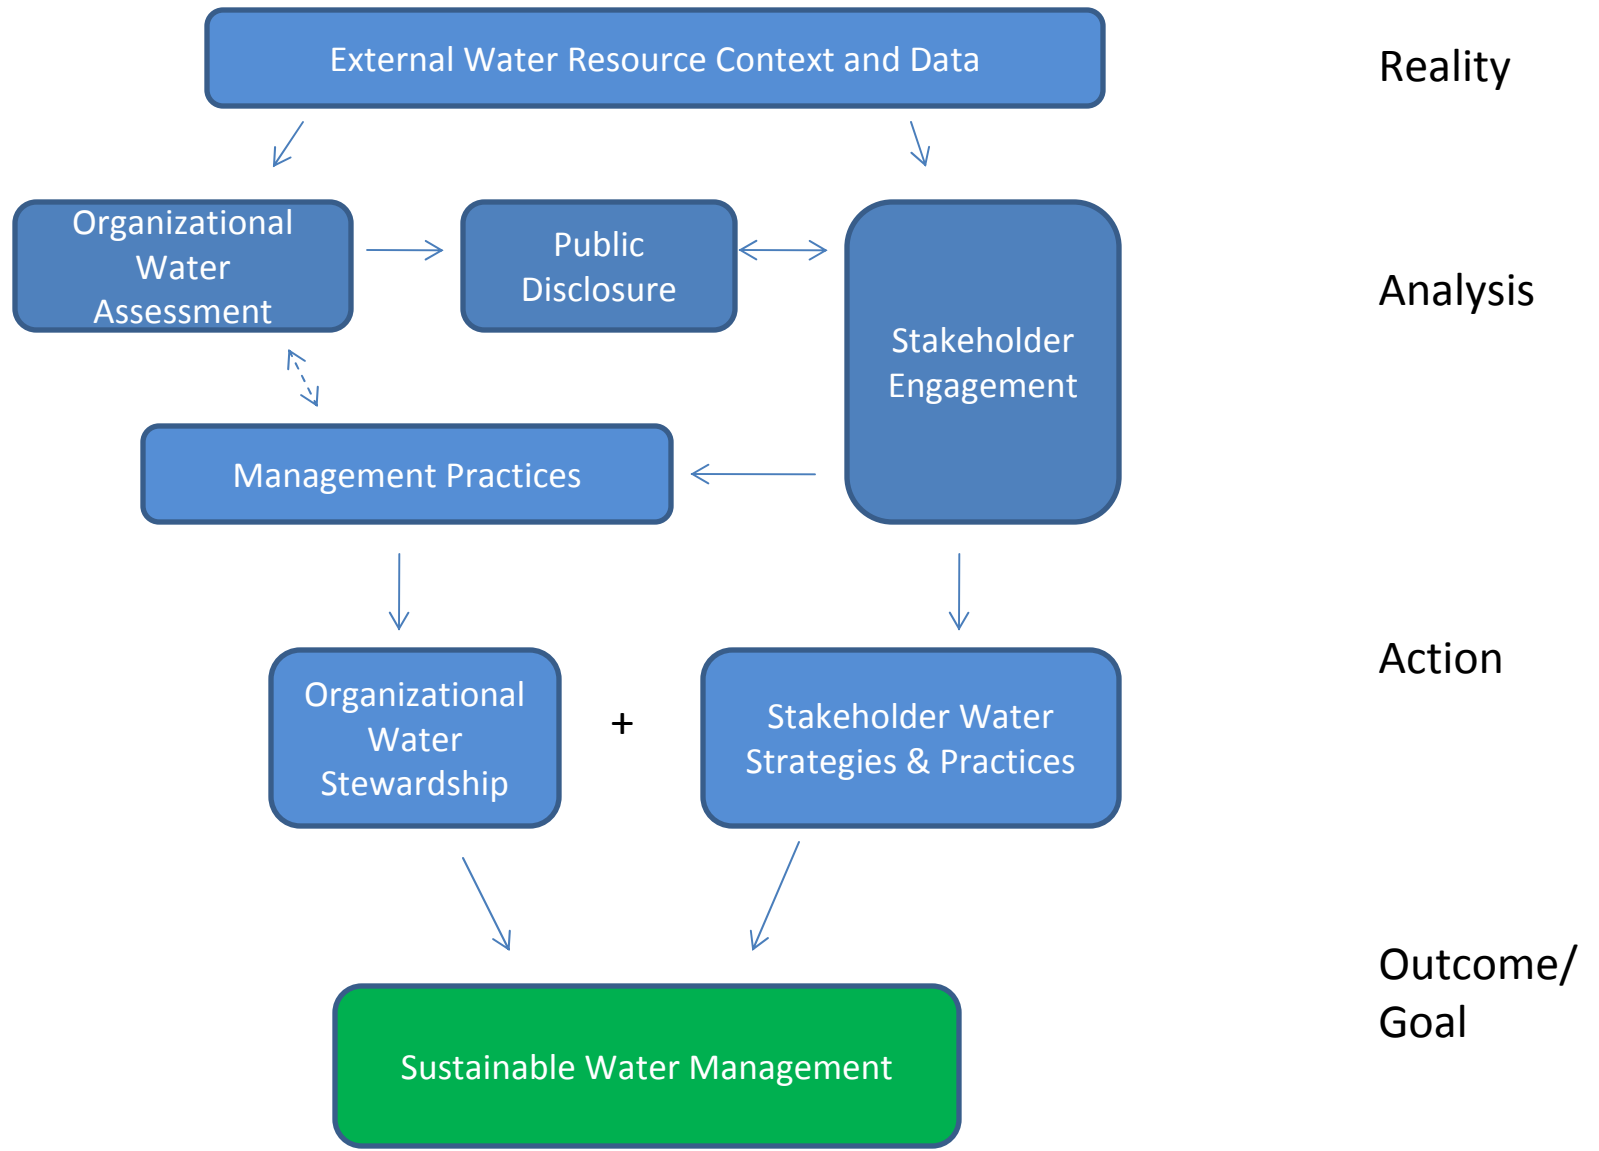 External Water Resource Context and Data
Reality
Organizational
Water
Assessment
Public
Disclosure
Stakeholder
Engagement
Analysis
Management Practices
Organizational
Water
Stewardship
+
Stakeholder Water
Strategies & Practices
Action
Sustainable Water Management
Outcome/
Goal